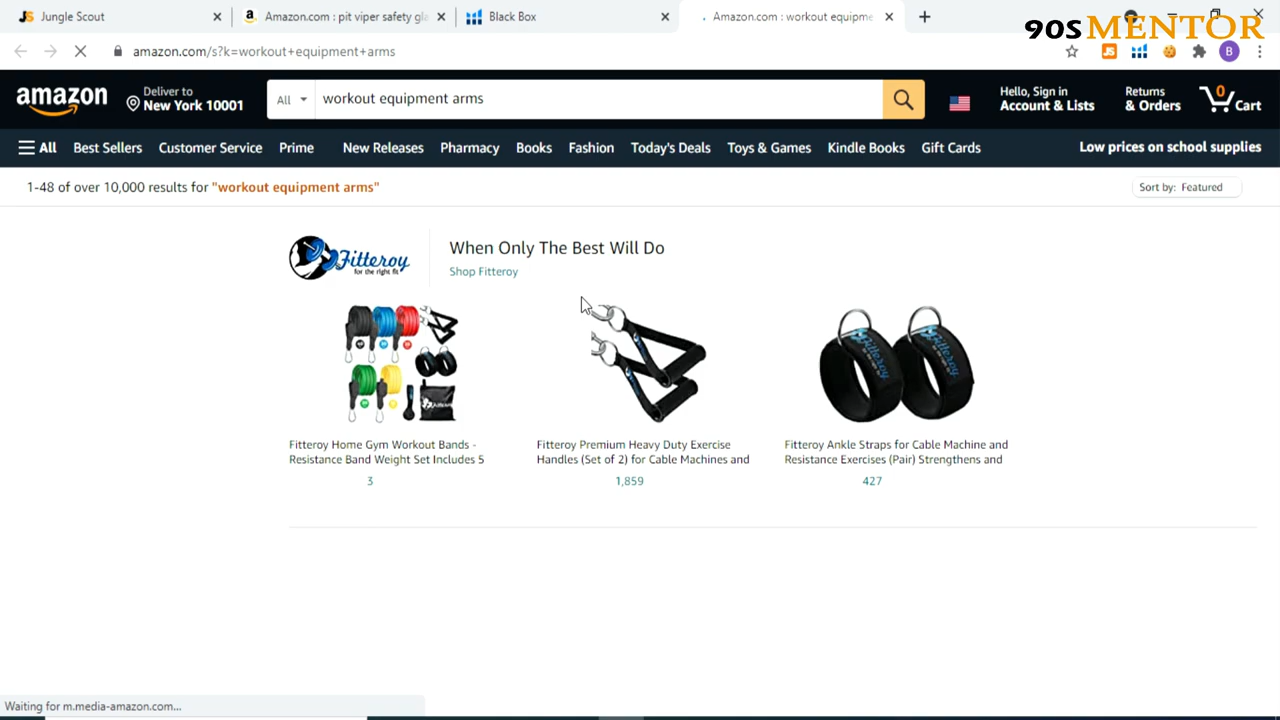 Jungle Scout
Amazon.com : pit viper safety gla
Black Box
Amazon.com : workout equipme
90S MENTOR
amazon.com/s?k=workout+equipment+arms
JS
B
amazon
Deliver to
New York 10001
All
workout equipment arms
Hello, Sign in
Account & Lists
Returns
& Orders
0
Cart
All
Best Sellers
Customer Service
Prime
New Releases
Pharmacy
Books
Fashion
Today's Deals
Toys & Games
Kindle Books
Gift Cards
Low prices on school supplies
1-48 of over 10,000 results for "workout equipment arms"
Sort by: Featured
Fitteroy
for the right fit
When Only The Best Will Do
Shop Fitteroy
Fitteroy Home Gym Workout Bands -
Resistance Band Weight Set Includes 5
3
Fitteroy Premium Heavy Duty Exercise
Handles (Set of 2) for Cable Machines and
1,859
Fitteroy Ankle Straps for Cable Machine and
Resistance Exercises (Pair) Strengthens and
427
Waiting for m.media-amazon.com...